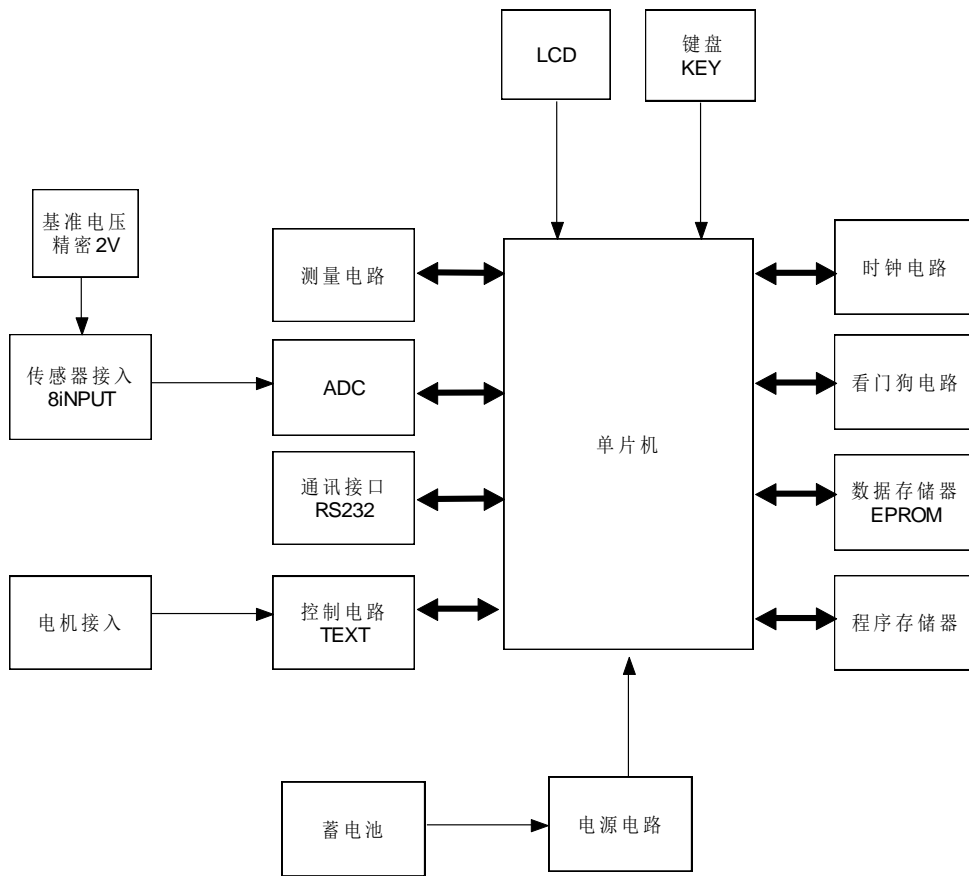 LCD
键盘
KEY
基准电压
精密2V
测量电路
时钟电路
传感器接入
8iNPUT
ADC
看门狗电路
单片机
通讯接口
RS232
数据存储器
EPROM
电机接入
控制电路
TEXT
程序存储器
蓄电池
电源电路